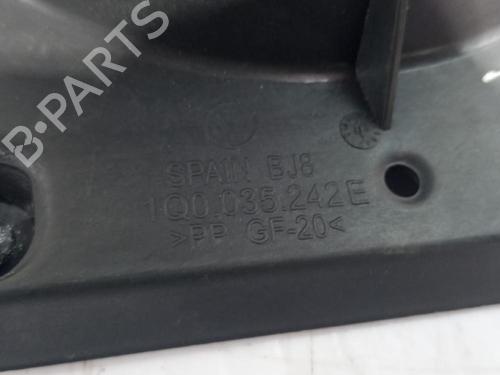 B-PARTS
SPAIN BJ8
1Q0.035.242E
>PP GF-20<